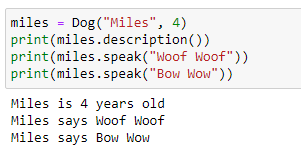 miles = Dog("Miles", 4)
print(miles.description())
print(miles.speak("Woof Woof"))
print(miles.speak("Bow Wow"))
Miles is 4 years old
Miles says Woof Woof
Miles says Bow Wow